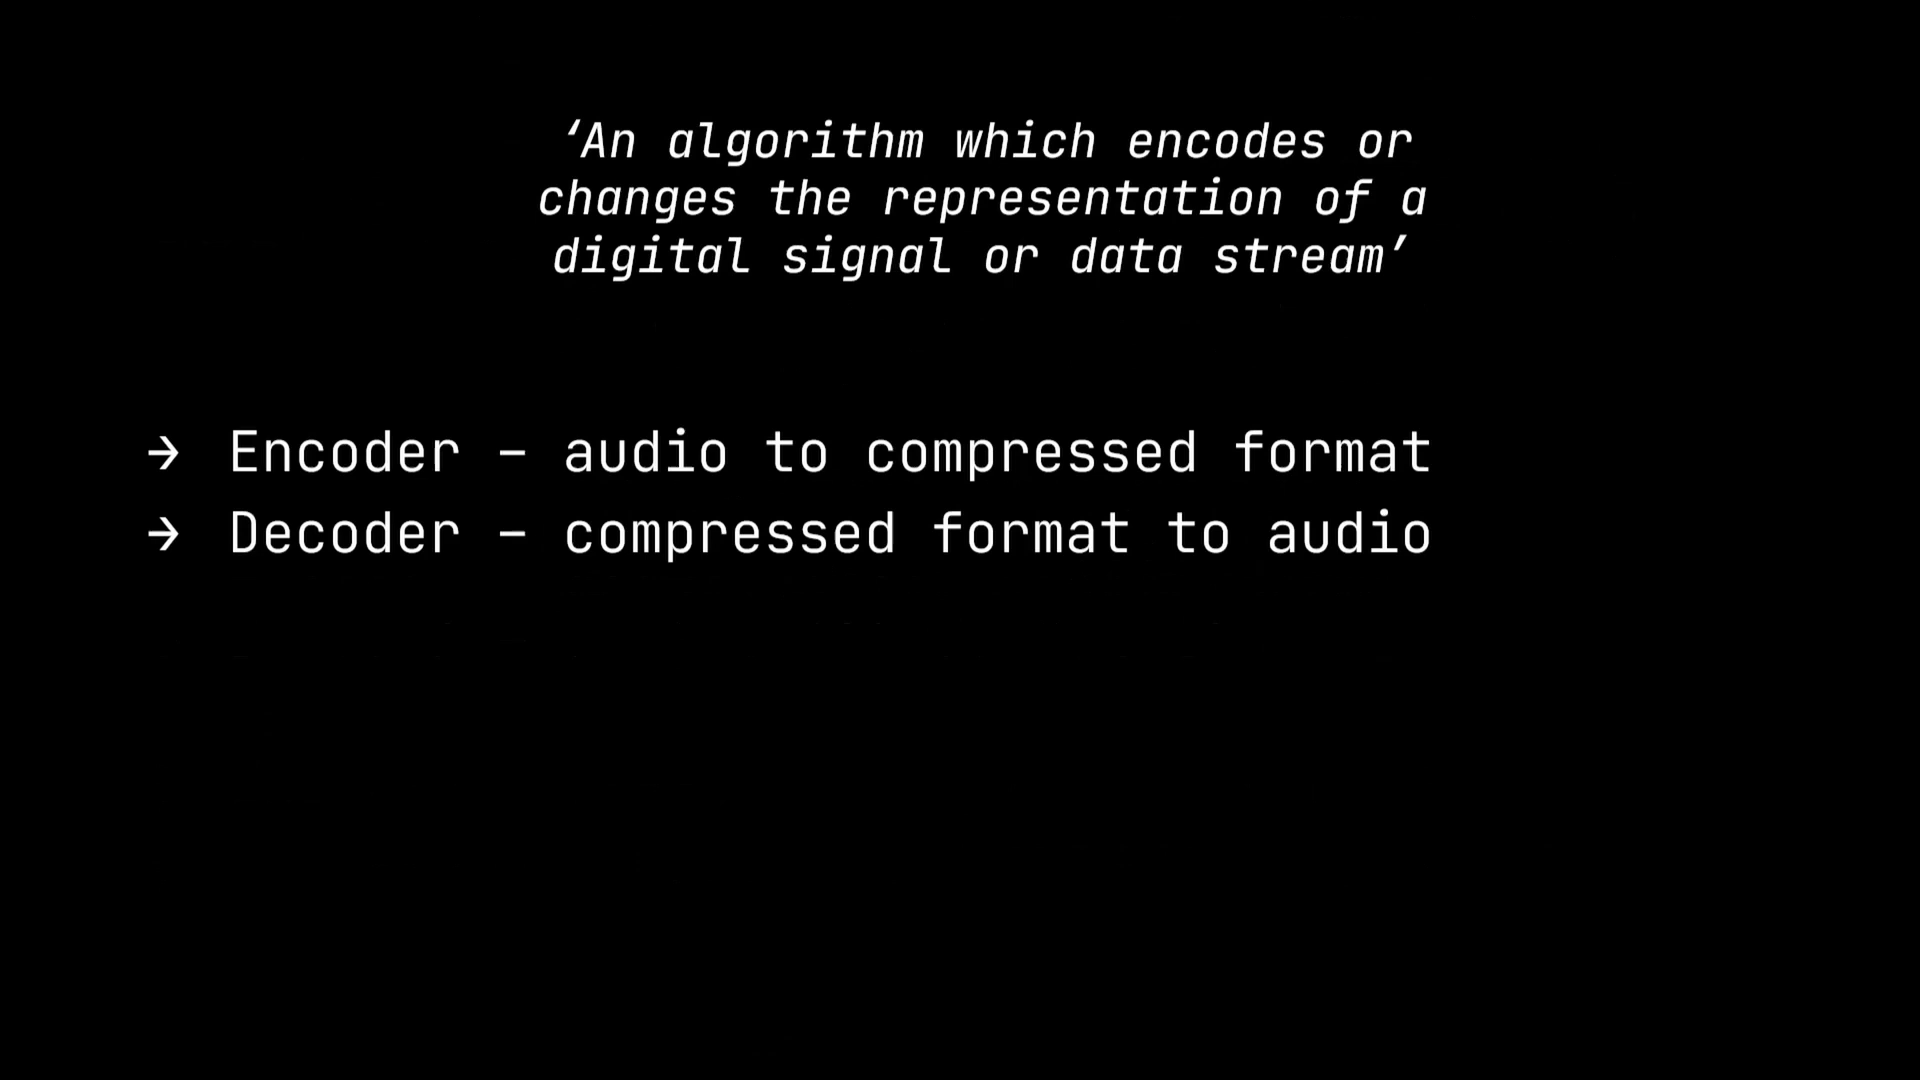 ‘An algorithm which encodes or
changes the representation of a
digital signal or data stream’
→ Encoder – audio to compressed format
→ Decoder – compressed format to audio